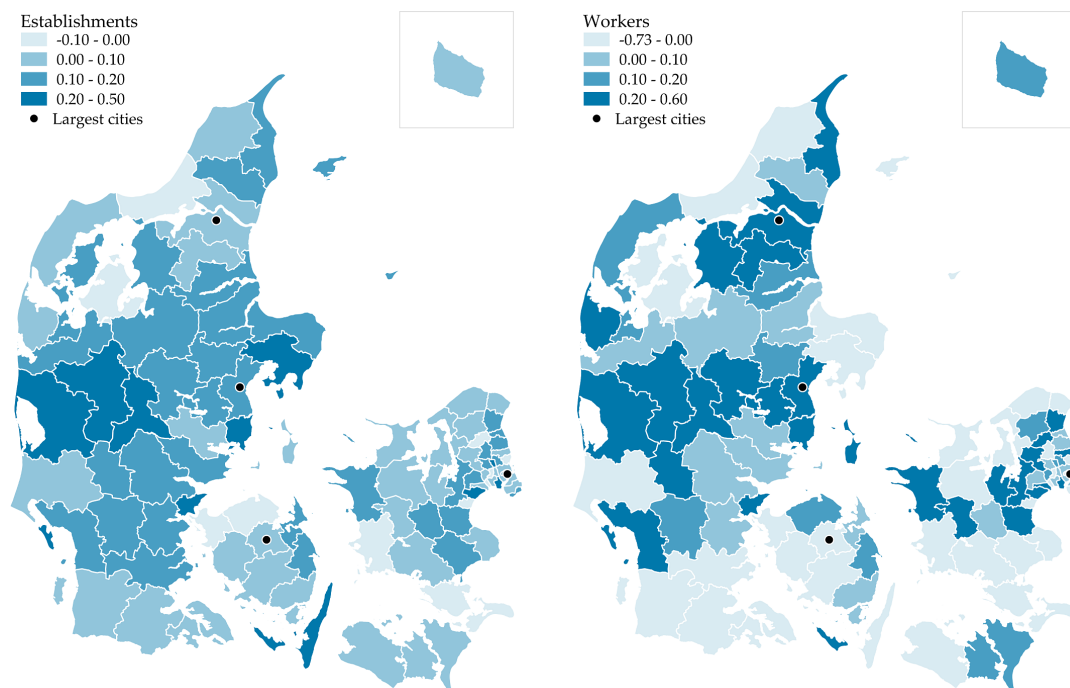 Establishments
-0.10 - 0.00
0.00 - 0.10
0.10 - 0.20
0.20 - 0.50
Largest cities
Workers
-0.73 - 0.00
0.00 - 0.10
0.10 - 0.20
0.20 - 0.60
Largest cities